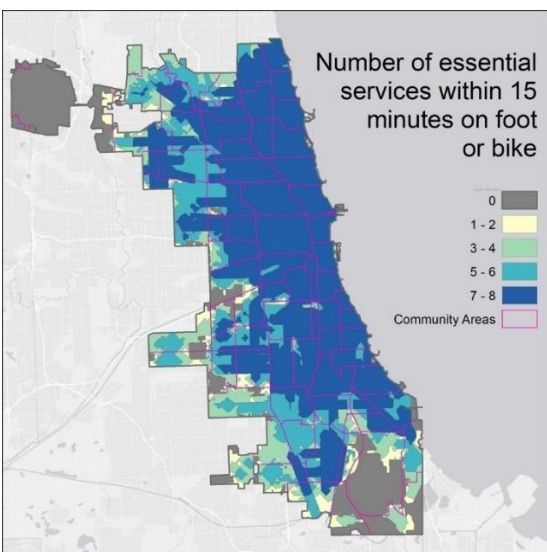 Number of essential
services within 15
minutes on foot
or bike
0
1 - 2
3 - 4
5 - 6
7 - 8
Community Areas